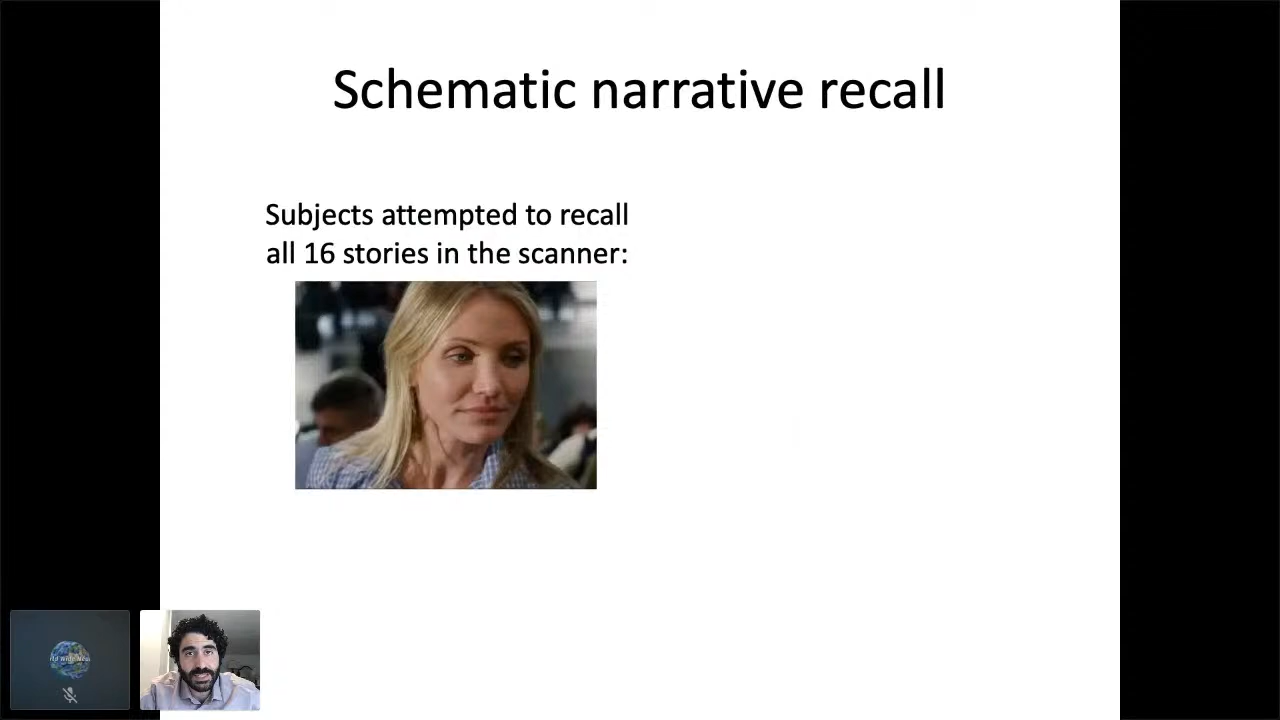 Schematic narrative recall
Subjects attempted to recall
all 16 stories in the scanner: